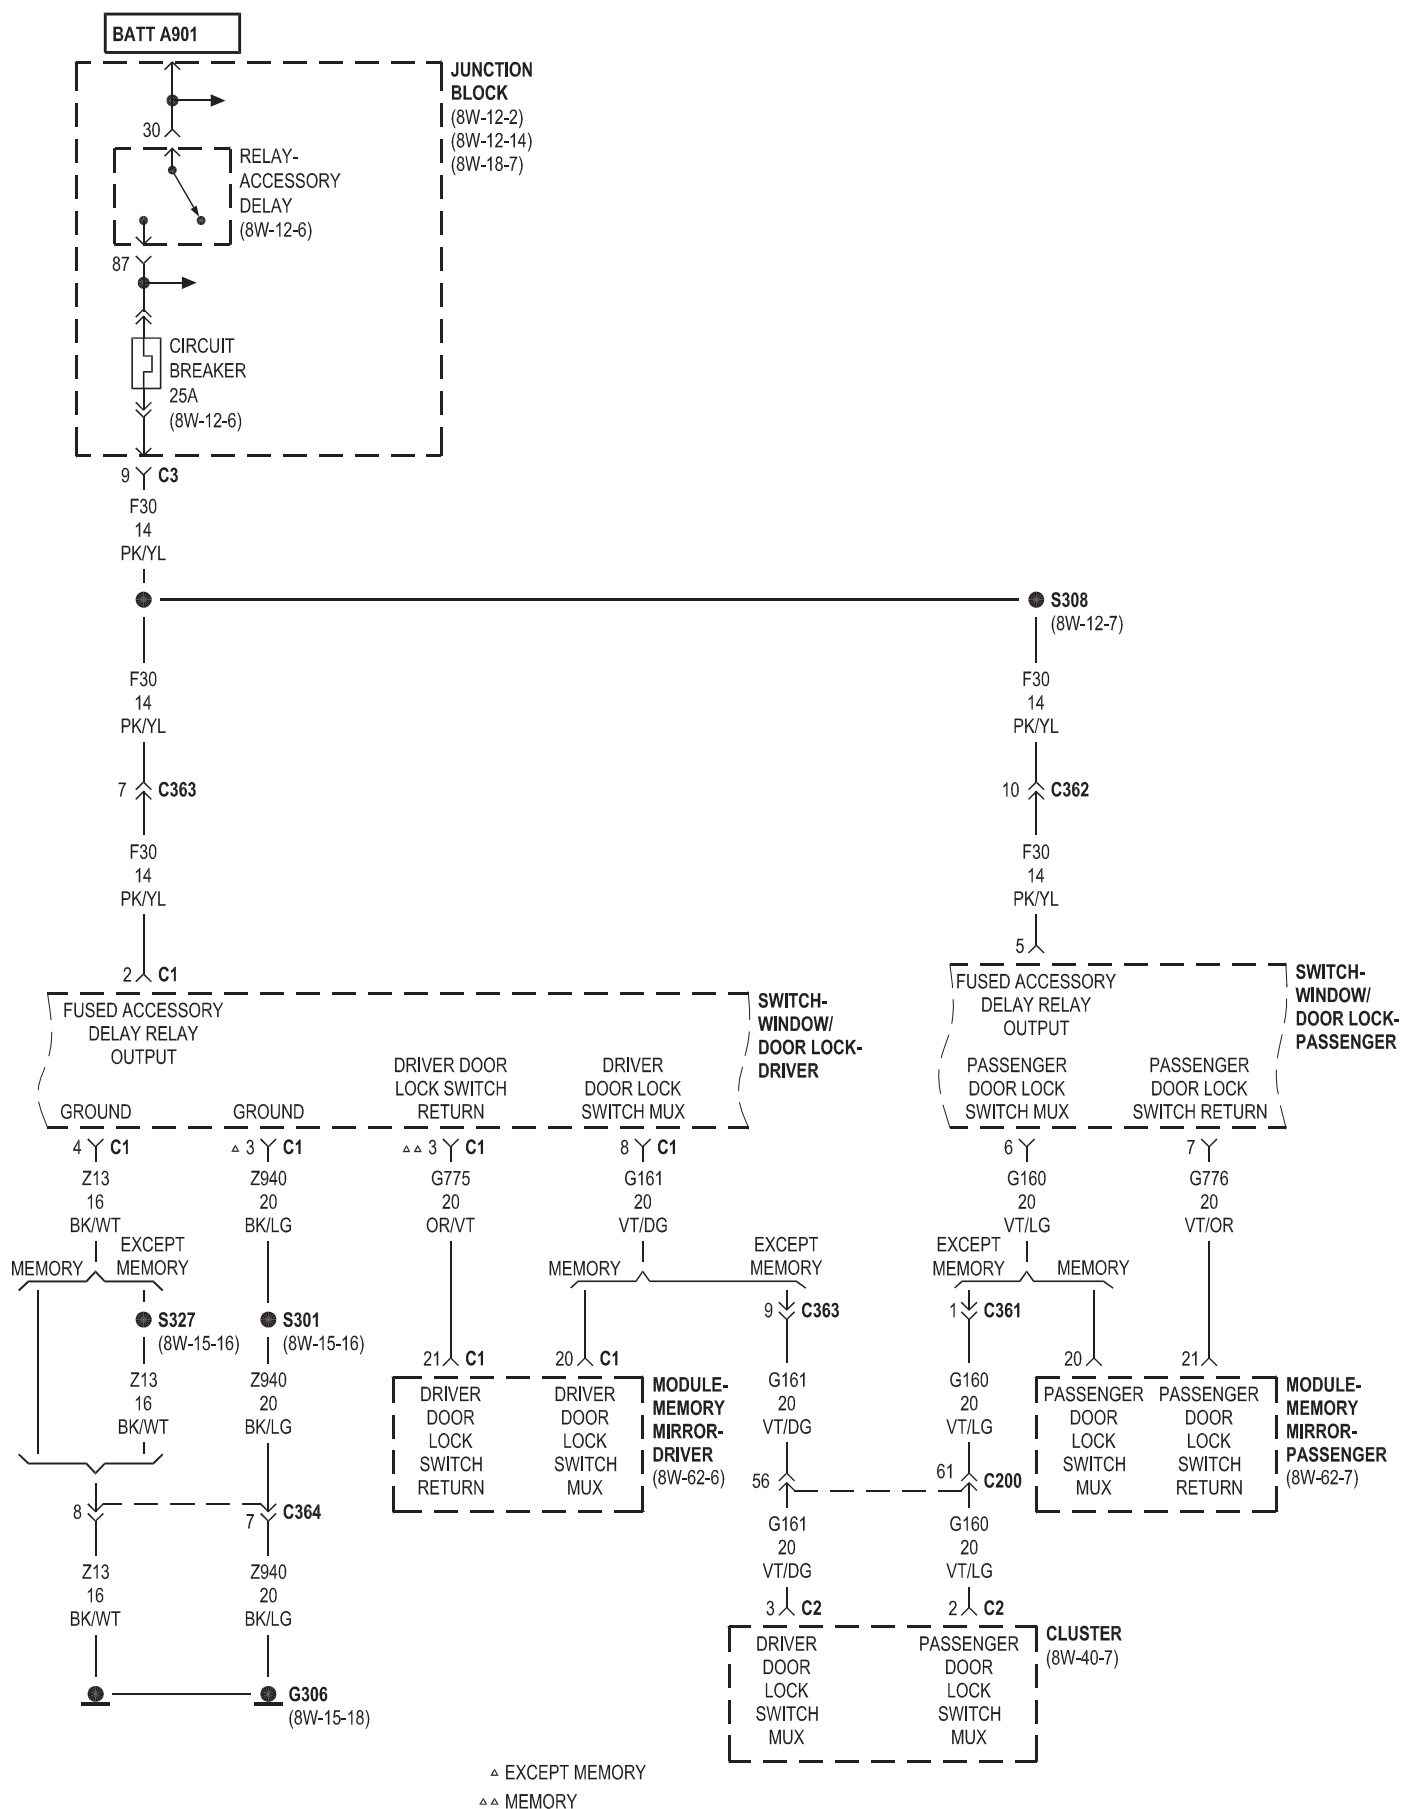 BATT A901
JUNCTION
BLOCK
(8W-12-2)
(8W-12-14)
(8W-18-7)
30
RELAY-
ACCESSORY
DELAY
(8W-12-6)
87
CIRCUIT
BREAKER
25A
(8W-12-6)
9 C3
F30
14
PK/YL
S308
(8W-12-7)
F30
14
PK/YL
F30
14
PK/YL
7 C363
10 C362
F30
14
PK/YL
F30
14
PK/YL
2 C1
5
FUSED ACCESSORY
DELAY RELAY
OUTPUT
GROUND
GROUND
DRIVER DOOR
LOCK SWITCH
RETURN
DRIVER
DOOR LOCK
SWITCH MUX
SWITCH-
WINDOW/
DOOR LOCK-
DRIVER
FUSED ACCESSORY
DELAY RELAY
OUTPUT
PASSENGER
DOOR LOCK
SWITCH MUX
PASSENGER
DOOR LOCK
SWITCH RETURN
SWITCH-
WINDOW/
DOOR LOCK-
PASSENGER
4 C1
△ 3 C1
△△ 3 C1
8 C1
6
7
Z13
16
BK/WT
Z940
20
BK/LG
G775
20
OR/VT
G161
20
VT/DG
G160
20
VT/LG
G776
20
VT/OR
MEMORY
EXCEPT
MEMORY
MEMORY
EXCEPT
MEMORY
EXCEPT
MEMORY
MEMORY
S327
(8W-15-16)
S301
(8W-15-16)
9 C363
1 C361
21 C1
20 C1
20
21
Z13
16
BK/WT
Z940
20
BK/LG
DRIVER
DOOR
LOCK
SWITCH
RETURN
DRIVER
DOOR
LOCK
SWITCH
MUX
MODULE-
MEMORY
MIRROR-
DRIVER
(8W-62-6)
G161
20
VT/DG
G160
20
VT/LG
PASSENGER
DOOR
LOCK
SWITCH
MUX
PASSENGER
DOOR
LOCK
SWITCH
RETURN
MODULE-
MEMORY
MIRROR-
PASSENGER
(8W-62-7)
56
61 C200
8
7 C364
G161
20
VT/DG
G160
20
VT/LG
Z13
16
BK/WT
Z940
20
BK/LG
3 C2
2 C2
DRIVER
DOOR
LOCK
SWITCH
MUX
PASSENGER
DOOR
LOCK
SWITCH
MUX
CLUSTER
(8W-40-7)
G306
(8W-15-18)
△ EXCEPT MEMORY
△△ MEMORY